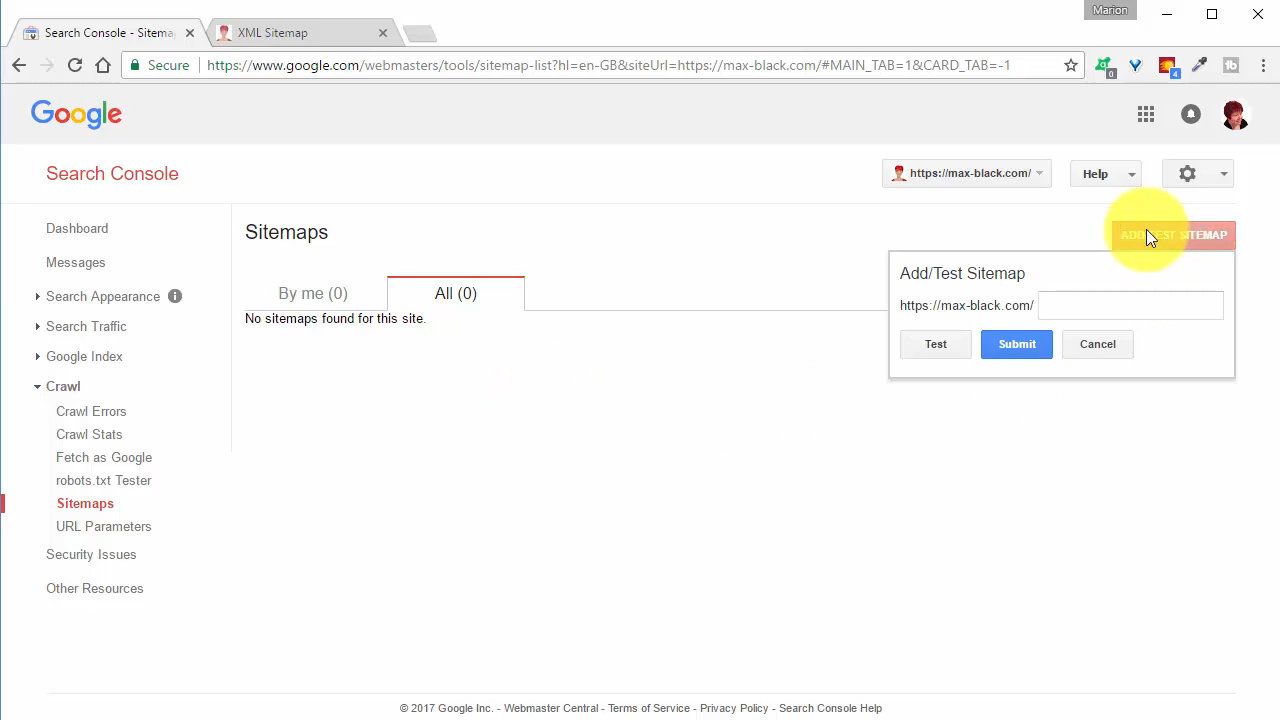 Marion
Search Console - Sitema
XML Sitemap
Secure
https://www.google.com/webmasters/tools/sitemap-list?hl=en-GB&siteUrl=https://max-black.com/#MAIN_TAB=1&CARD_TAB=-1
0
4
Google
Search Console
https://max-black.com/
Help
Dashboard
Messages
Search Appearance
Search Traffic
Google Index
Crawl
Crawl Errors
Crawl Stats
Fetch as Google
robots.txt Tester
Sitemaps
URL Parameters
Security Issues
Other Resources
Sitemaps
ADD/TEST SITEMAP
By me (0)
All (0)
No sitemaps found for this site.
Add/Test Sitemap
https://max-black.com/
Test
Submit
Cancel
© 2017 Google Inc. - Webmaster Central - Terms of Service - Privacy Policy - Search Console Help